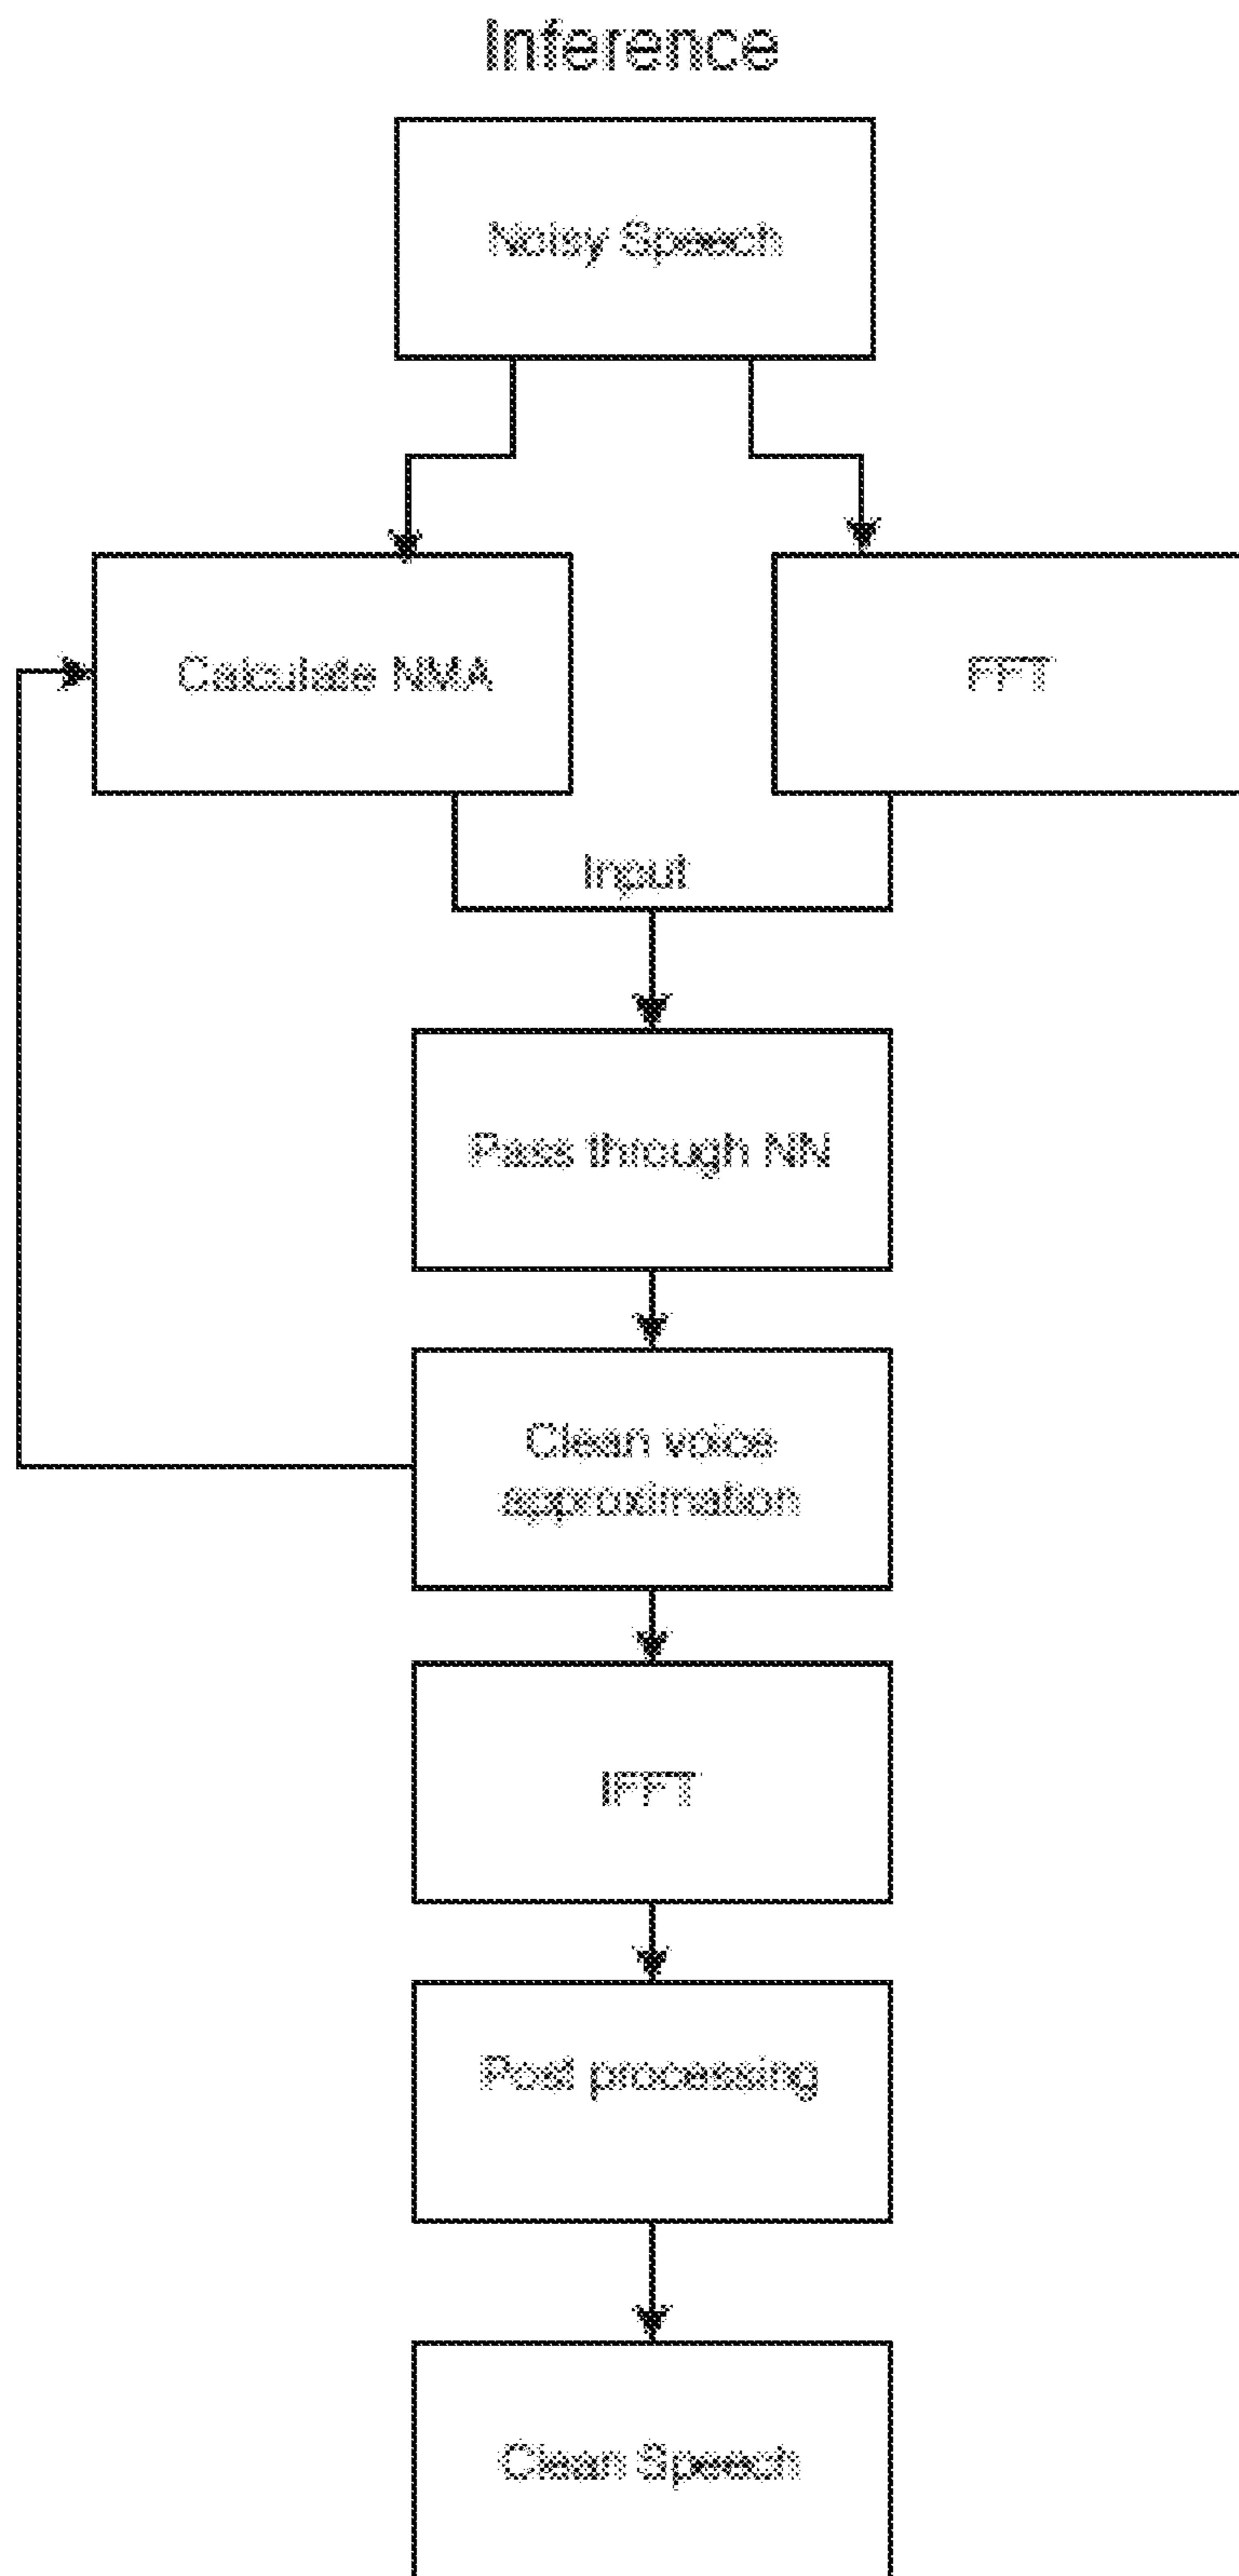 Inference
Noisy Speech
Calculate NMA
FFT
Input
Pass through NN
Clean voice
approximation
IFFT
Post processing
Clean Speech